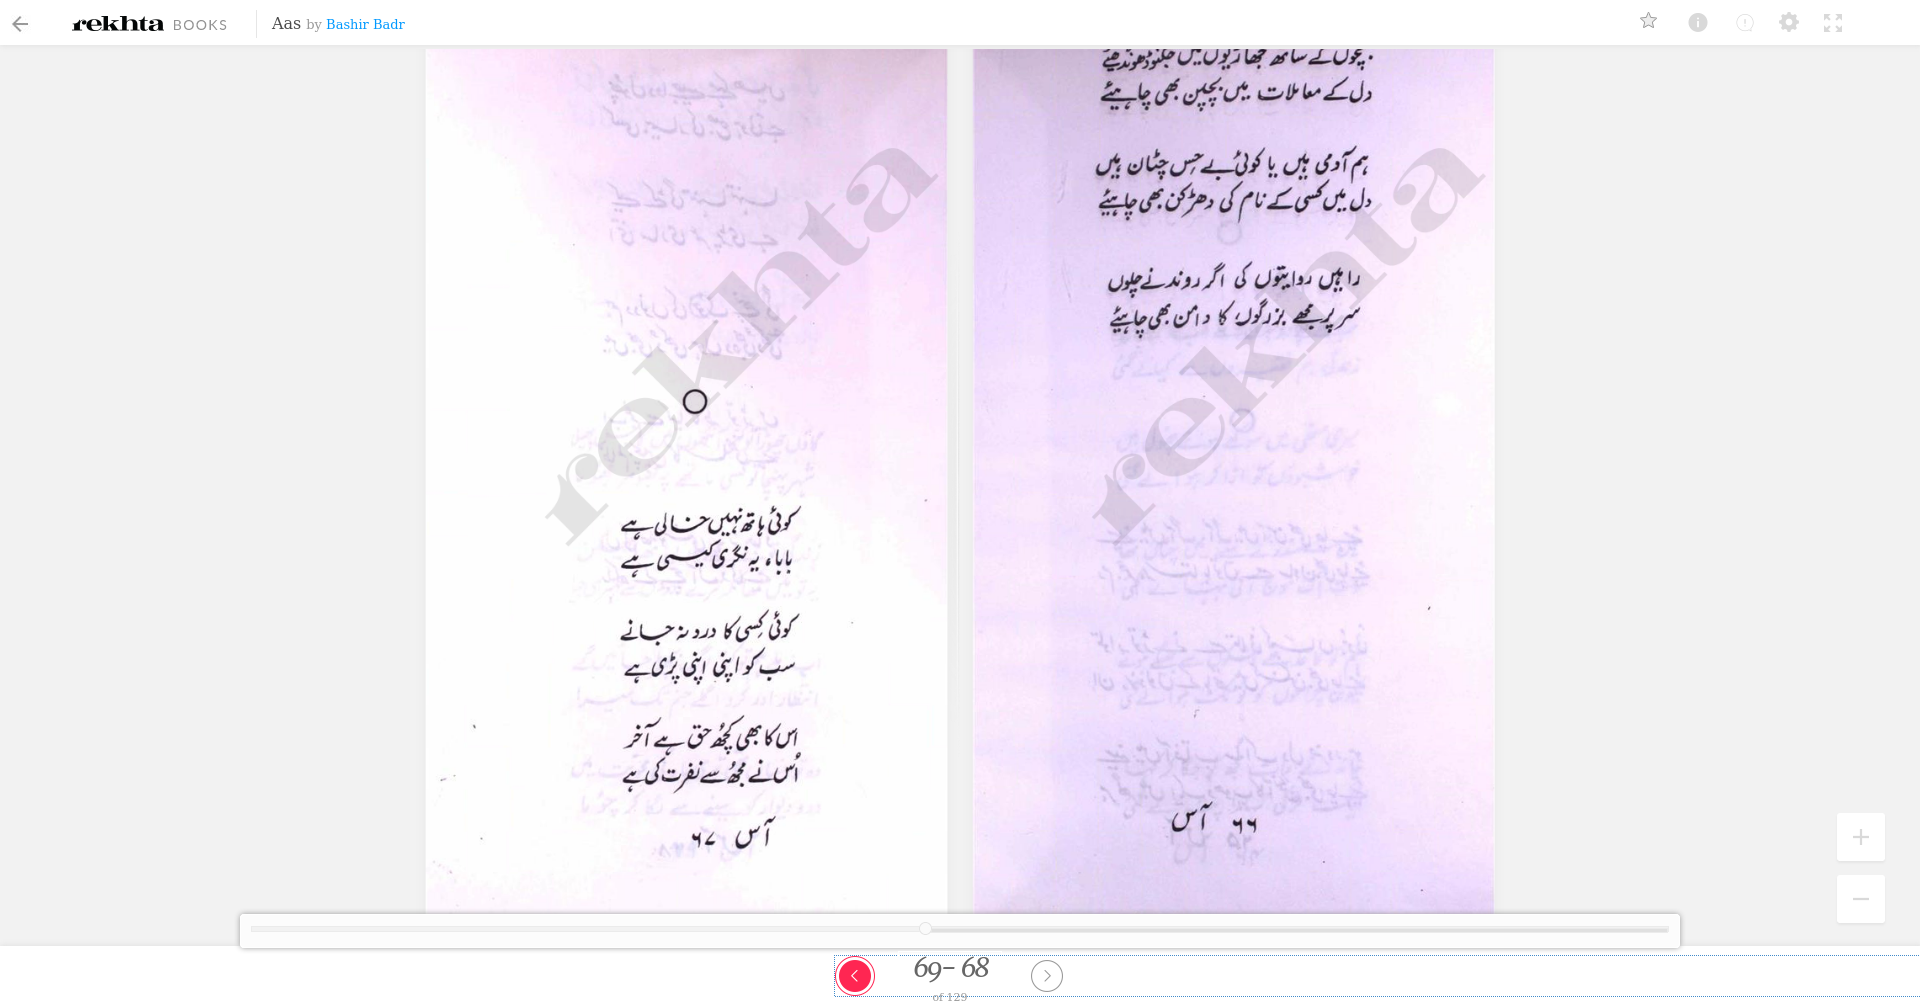 rekhta BOOKS Aas by Bashir Badr
بچوں کے ساتھ جھاڑیوں میں جگنو ڈھونڈھیے
دل کے معاملات میں بچپن بھی چاہیئے
ہم آدمی ہیں یا کوئی بے حِس چٹان ہیں
دل میں کسی کے نام کی دھڑکن بھی چاہیئے
راہیں روایتوں کی اگر روندنے چلوں
سر پر مجھے بزرگوں کا دامن بھی چاہیئے
آس ۶۶
rekhta
کوئی ہاتھ نہیں خالی ہے
بابا، یہ نگری کیسی ہے
کوئی کِسی کا درد نہ جانے
سب کو اپنی اپنی پڑی ہے
اس کا بھی کچھُ حق ہے آخر
اُس نے مجھُ سے نفرت کی ہے
آس ۶۷
rekhta
69- 68
of 129